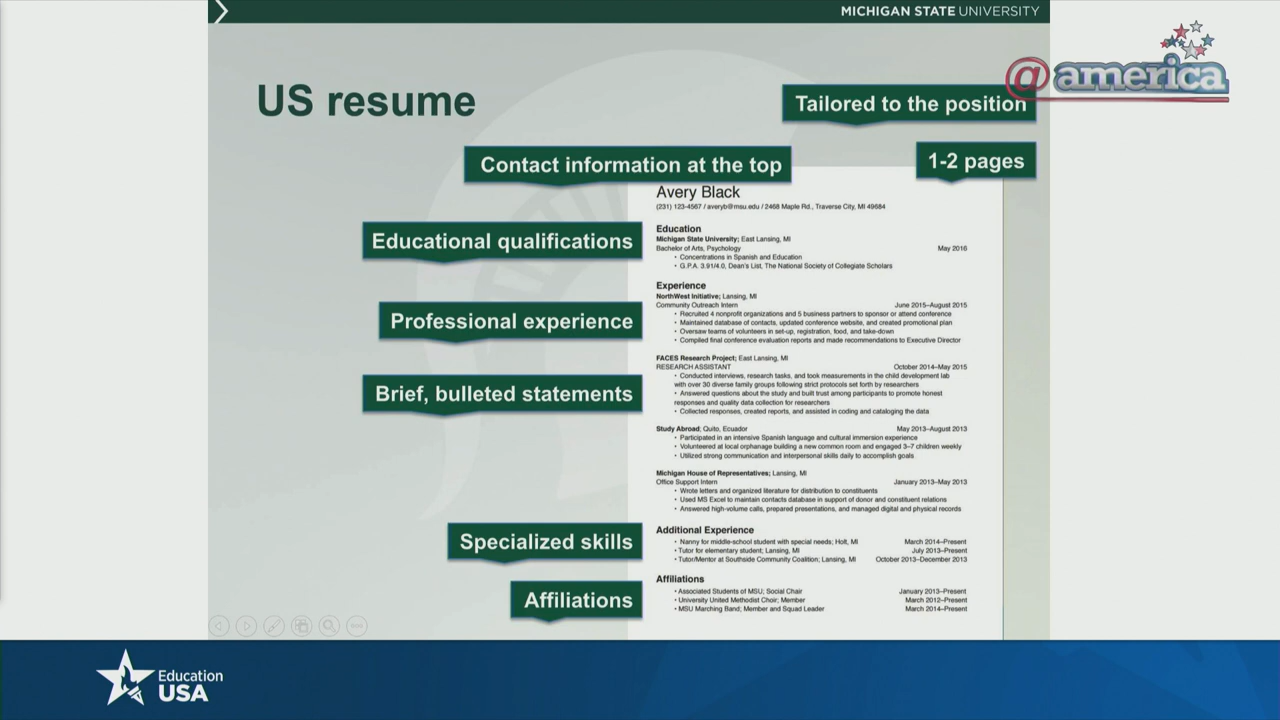 MICHIGAN STATE UNIVERSITY
@america
US resume
Tailored to the position
Contact information at the top
1-2 pages
Avery Black
(231) 123-4567 / averyb@msu.edu / 2468 Maple Rd., Traverse City, MI 49684
Educational qualifications
Education
Michigan State University; East Lansing, MI
Bachelor of Arts, Psychology May 2016
• Concentrations in Spanish and Education
• G.P.A. 3.91/4.0, Dean's List, The National Society of Collegiate Scholars
Professional experience
Experience
NorthWest Initiative; Lansing, MI
Community Outreach Intern June 2015–August 2015
• Recruited 4 nonprofit organizations and 5 business partners to sponsor or attend conference
• Maintained database of contacts, updated conference website, and created promotional plan
• Oversaw teams of volunteers in set-up, registration, food, and take-down
• Compiled final conference evaluation reports and made recommendations to Executive Director
Brief, bulleted statements
FACES Research Project; East Lansing, MI
RESEARCH ASSISTANT October 2014–May 2015
• Conducted interviews, research tasks, and took measurements in the child development lab
with over 30 diverse family groups following strict protocols set forth by researchers
• Answered questions about the study and built trust among participants to promote honest
responses and quality data collection for researchers
• Collected responses, created reports, and assisted in coding and cataloging the data
Study Abroad; Quito, Ecuador May 2013–August 2013
• Participated in an intensive Spanish language and cultural immersion experience
• Volunteered at local orphanage building a new common room and engaged 3–7 children weekly
• Utilized strong communication and interpersonal skills daily to accomplish goals
Michigan House of Representatives; Lansing, MI
Office Support Intern January 2013–May 2013
• Wrote letters and organized literature for distribution to constituents
• Used MS Excel to maintain contacts database in support of donor and constituent relations
• Answered high-volume calls, prepared presentations, and managed digital and physical records
Specialized skills
Additional Experience
• Nanny for middle-school student with special needs; Holt, MI March 2014–Present
• Tutor for elementary student; Lansing, MI July 2013–Present
• Tutor/Mentor at Southside Community Coalition; Lansing, MI October 2013–December 2013
Affiliations
Affiliations
• Associated Students of MSU; Social Chair January 2013–Present
• University United Methodist Choir; Member March 2012–Present
• MSU Marching Band; Member and Squad Leader March 2014–Present
Education
USA